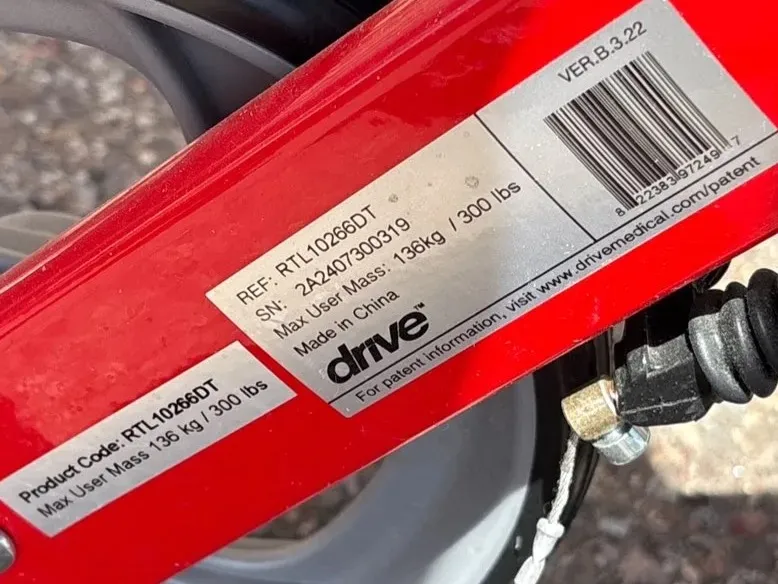 VER.B.3.22
8 22383 97249 7
REF: RTL10266DT
SN: 2A2407300319
Max User Mass: 136kg / 300 lbs
Made in China
drive™
For patent information, visit www.drivemedical.com/patent
Product Code: RTL10266DT
Max User Mass 136 kg / 300 lbs